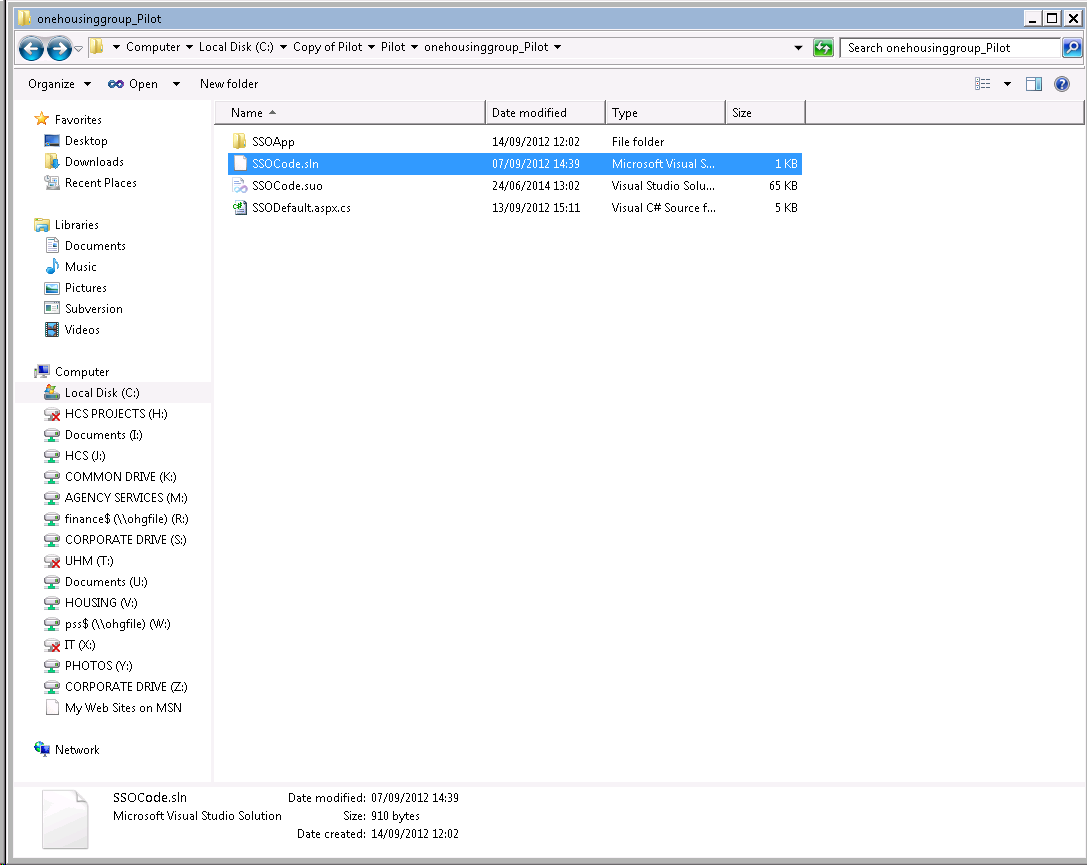 onehousinggroup_Pilot
Computer Local Disk (C:) Copy of Pilot Pilot onehousinggroup_Pilot Search onehousinggroup_Pilot
Organize Open New folder
Name Date modified Type Size
SSOApp 14/09/2012 12:02 File folder
SSOCode.sln 07/09/2012 14:39 Microsoft Visual S... 1 KB
SSOCode.suo 24/06/2014 13:02 Visual Studio Solu... 65 KB
SSODefault.aspx.cs 13/09/2012 15:11 Visual C# Source f... 5 KB
Favorites
Desktop
Downloads
Recent Places
Libraries
Documents
Music
Pictures
Subversion
Videos
Computer
Local Disk (C:)
HCS PROJECTS (H:)
Documents (I:)
HCS (J:)
COMMON DRIVE (K:)
AGENCY SERVICES (M:)
finance$ (\\ohgfile) (R:)
CORPORATE DRIVE (S:)
UHM (T:)
Documents (U:)
HOUSING (V:)
pss$ (\\ohgfile) (W:)
IT (X:)
PHOTOS (Y:)
CORPORATE DRIVE (Z:)
My Web Sites on MSN
Network
SSOCode.sln Date modified: 07/09/2012 14:39
Microsoft Visual Studio Solution Size: 910 bytes
Date created: 14/09/2012 12:02